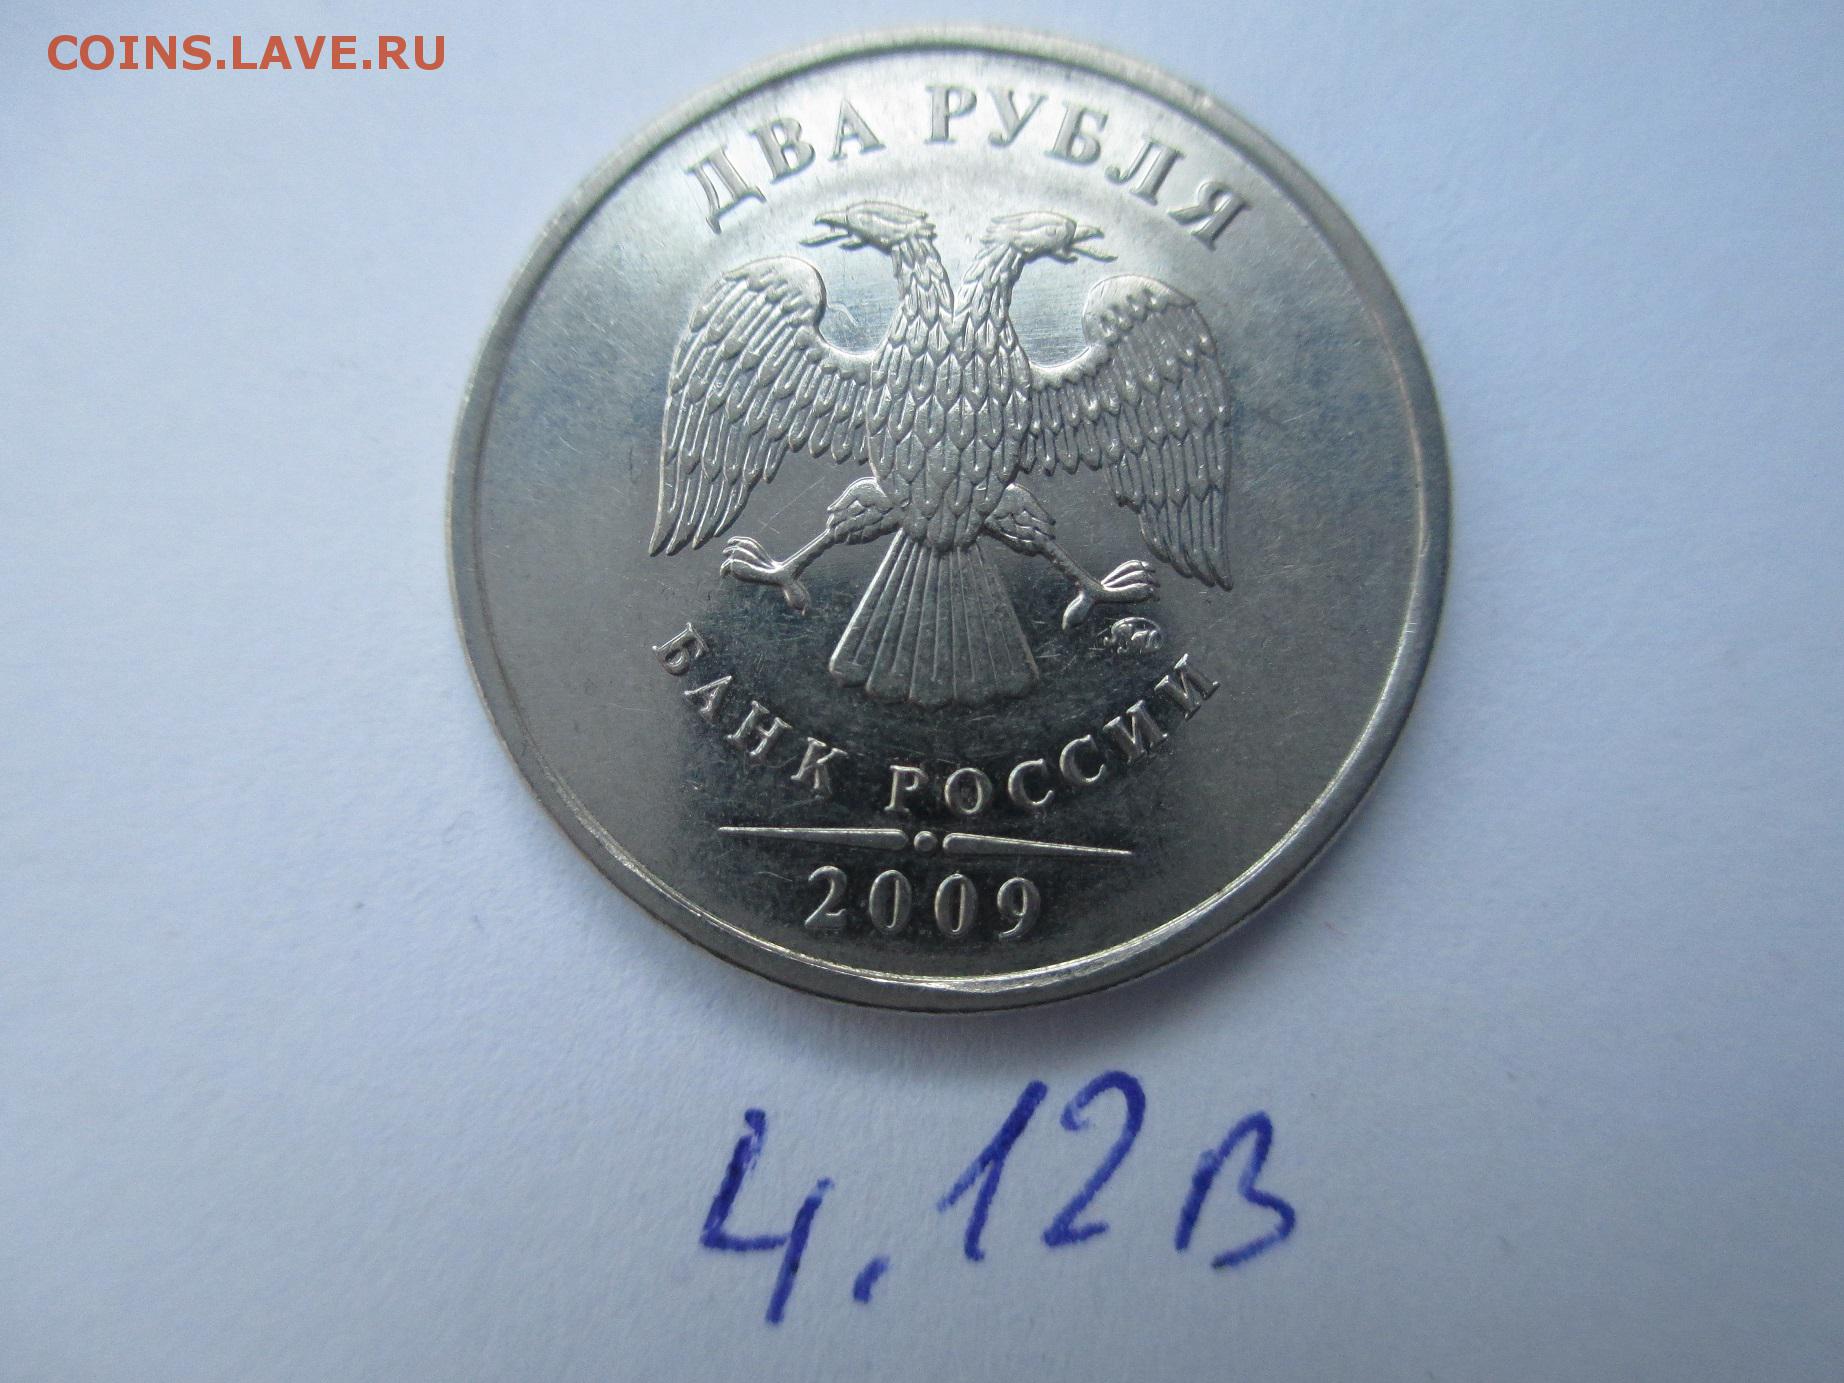 COINS.LAVE.RU
ДВА РУБЛЯ
БАНК РОССИИ
2009
4.12В